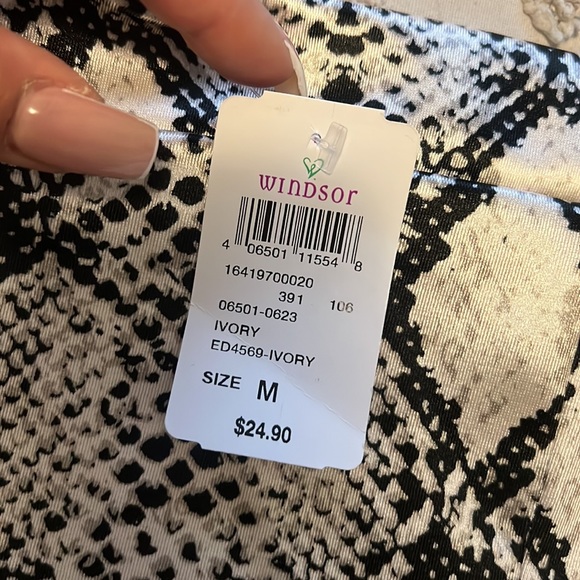 WINDSOR
4 06501 11554 8
16419700020
391 106
06501-0623
IVORY
ED4569-IVORY
SIZE M
$24.90